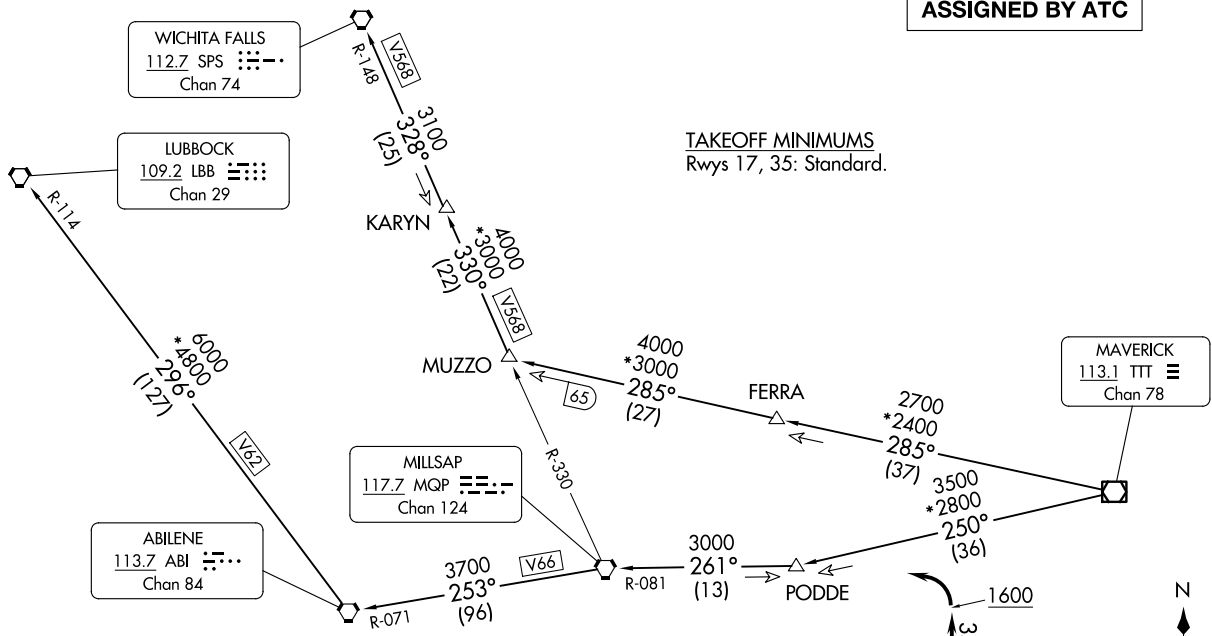 ASSIGNED BY ATC
WICHITA FALLS
112.7 SPS
Chan 74
R-148
V568
3100
328°
(25)
LUBBOCK
109.2 LBB
Chan 29
R-114
TAKEOFF MINIMUMS
Rwys 17, 35: Standard.
KARYN
4000
*3000
330°
(22)
V568
MUZZO
6000
*4800
296°
(127)
V62
4000
*3000
285°
(27)
65
FERRA
MAVERICK
113.1 TTT
Chan 78
2700
*2400
285°
(37)
3500
*2800
250°
(36)
R-330
MILLSAP
117.7 MQP
Chan 124
ABILENE
113.7 ABI
Chan 84
3700
253°
(96)
V66
R-071
3000
261°
(13)
R-081
PODDE
1600
3
N